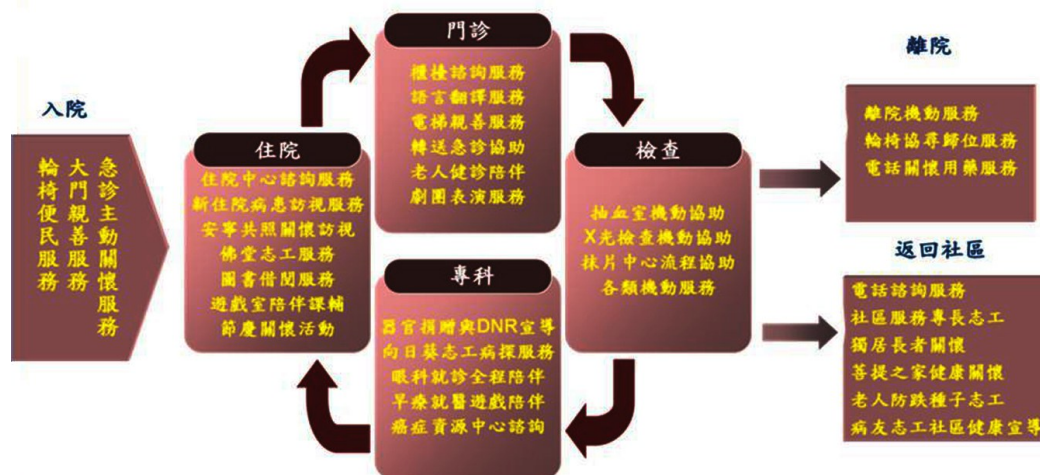 入院
急診主動關懷服務
大門親善服務
輪椅便民服務
住院
住院中心諮詢服務
新住院病患訪視服務
安寧共照關懷訪視
佛堂志工服務
圖書借閱服務
遊戲室陪伴課輔
節慶關懷活動
門診
櫃檯諮詢服務
語言翻譯服務
電梯親善服務
轉送急診協助
老人健診陪伴
劇團表演服務
檢查
抽血室機動協助
X光檢查機動協助
抹片中心流程協助
各類機動服務
專科
器官捐贈與DNR宣導
向日葵志工病探服務
眼科就診全程陪伴
早療就醫遊戲陪伴
癌症資源中心諮詢
離院
離院機動服務
輪椅協尋歸位服務
電話關懷用藥服務
返回社區
電話諮詢服務
社區服務專長志工
獨居長者關懷
菩提之家健康關懷
老人防跌種子志工
病友志工社區健康宣導